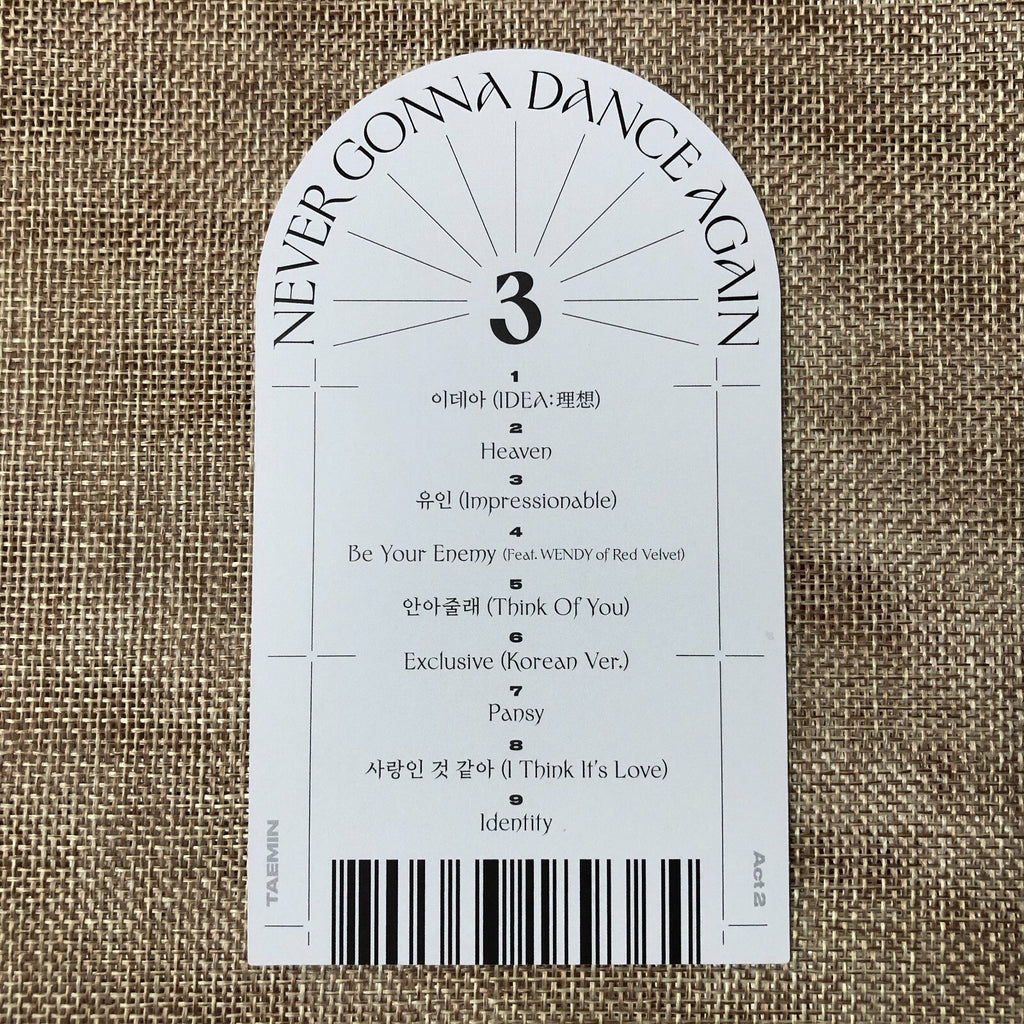 NEVER GONNA DANCE AGAIN
3
1
이데아 (IDEA:理想)
2
Heaven
3
유인 (Impressionable)
4
Be Your Enemy (Feat. WENDY of Red Velvet)
5
안아줄래 (Think Of You)
6
Exclusive (Korean Ver.)
7
Pansy
8
사랑인 것 같아 (I Think It's Love)
9
Identity
TAEMIN
Act 2